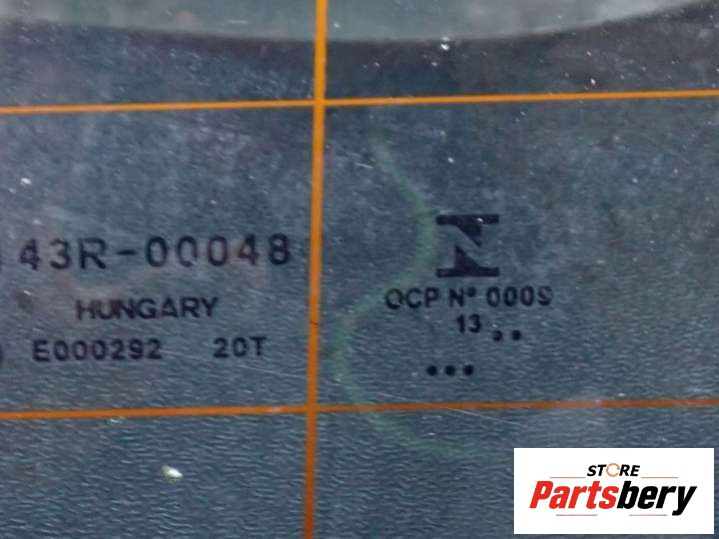 43R-00048
HUNGARY
E000292 20T
OCP Nº 0009
13 ..
...
STORE
Partsbery